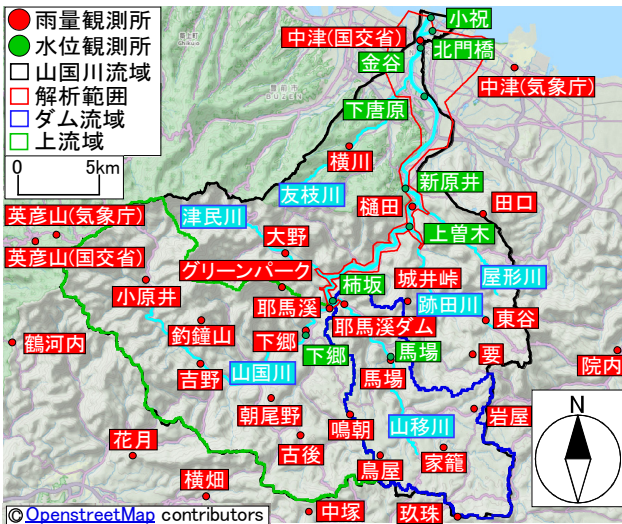 雨量観測所
水位観測所
山国川流域
解析範囲
ダム流域
上流域
0 5km
小祝
中津(国交省)
北門橋
金谷
中津(気象庁)
下唐原
横川
友枝川
新原井
津民川
樋田
田口
英彦山(気象庁)
大野
上曽木
英彦山(国交省)
グリーンパーク
城井峠
屋形川
柿坂
小原井
耶馬溪
跡田川
釣鐘山
耶馬溪ダム
東谷
鶴河内
下郷
下郷
馬場
要
院内
吉野
山国川
馬場
朝尾野
鳴朝
山移川
岩屋
花月
古後
家籠
鳥屋
横畑
中塚
玖珠
N
© OpenstreetMap contributors